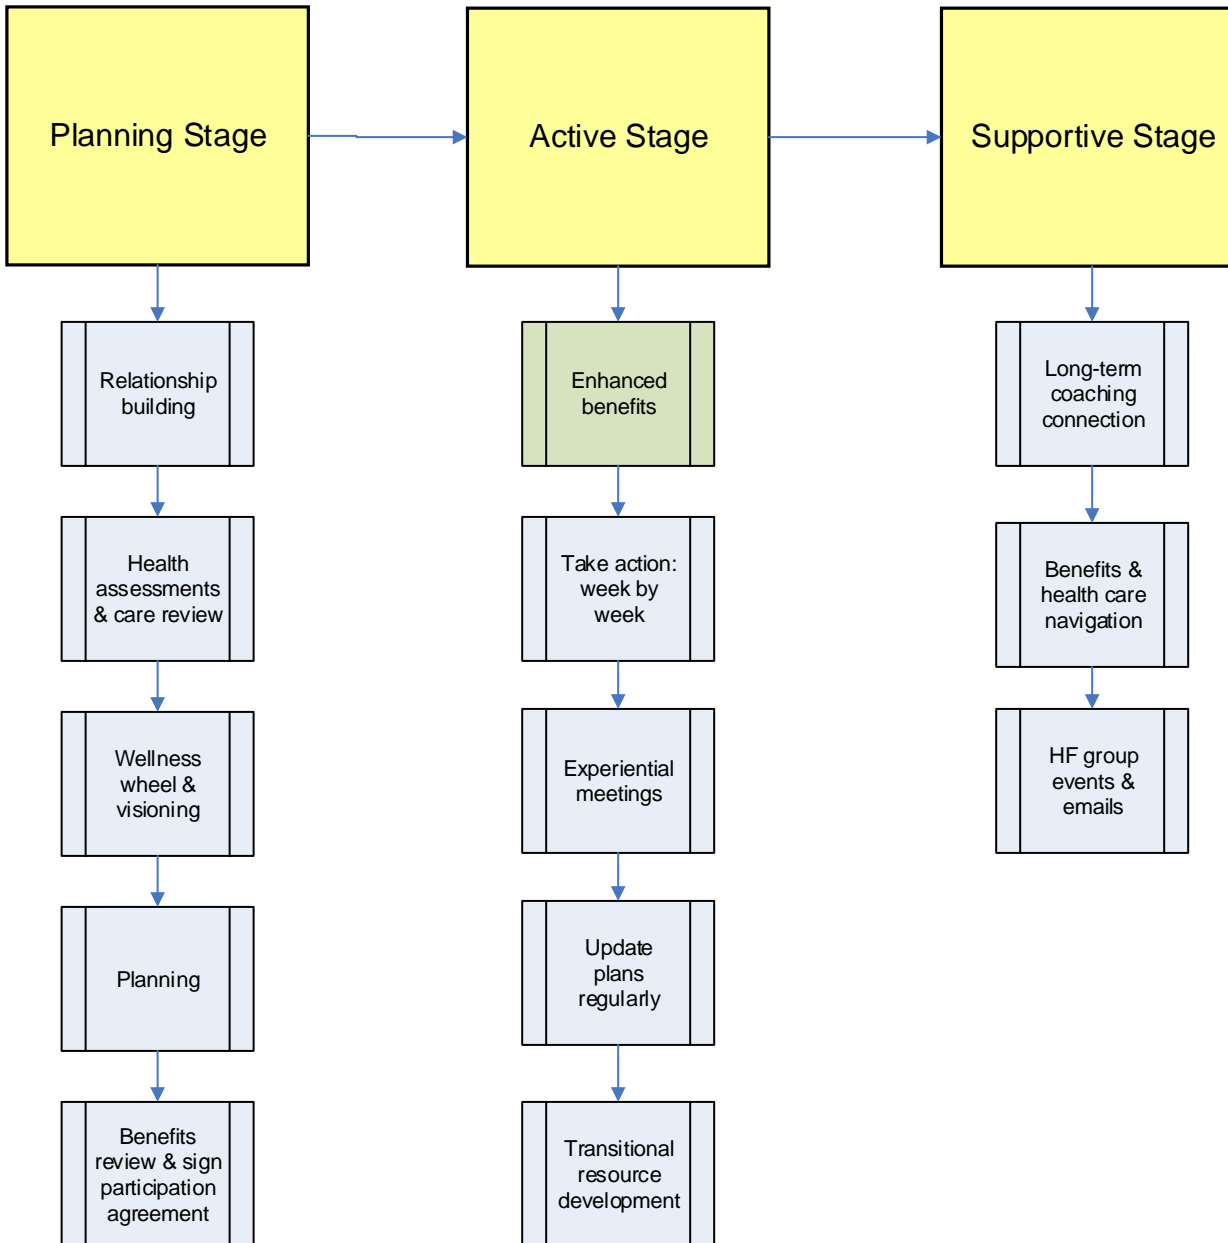 Planning Stage
Active Stage
Supportive Stage
Relationship
building
Health
assessments
& care review
Wellness
wheel &
visioning
Planning
Benefits
review & sign
participation
agreement
Enhanced
benefits
Take action:
week by
week
Experiential
meetings
Update
plans
regularly
Transitional
resource
development
Long-term
coaching
connection
Benefits &
health care
navigation
HF group
events &
emails